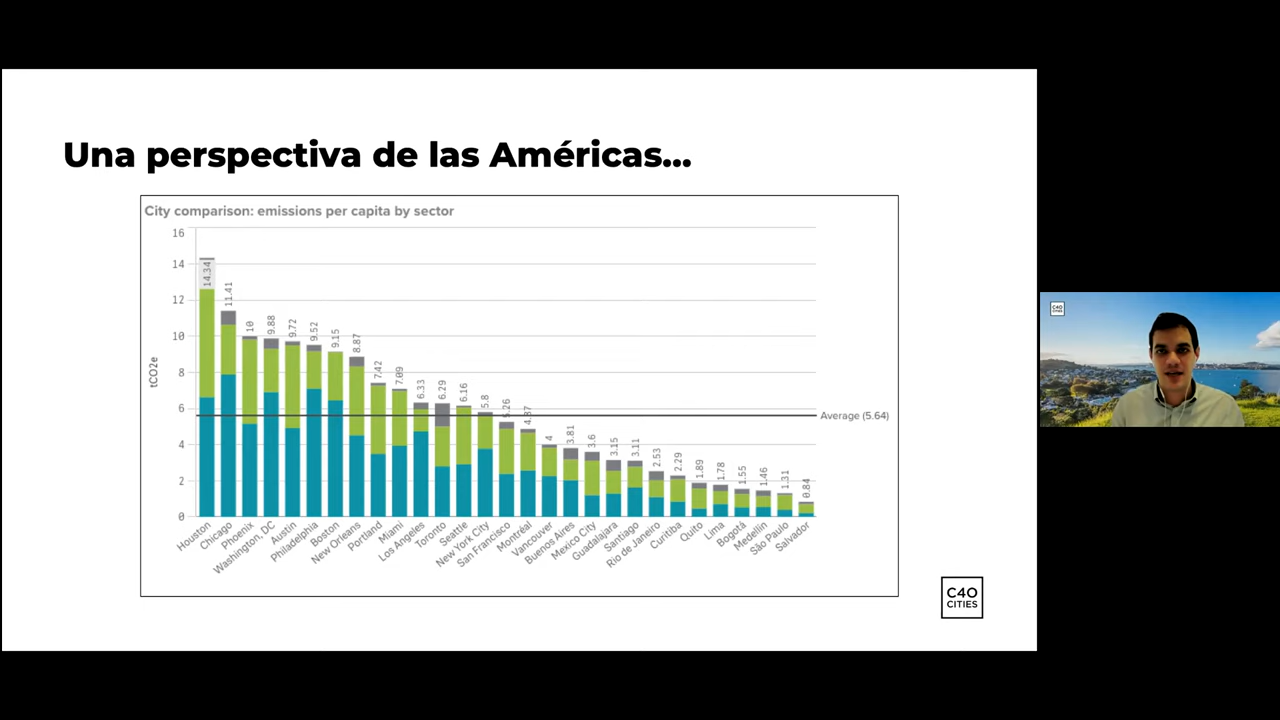 Una perspectiva de las Américas...
City comparison: emissions per capita by sector
16
14
12
10
8
6
4
2
0
tCO2e
14.34
11.41
10
9.88
9.72
9.52
9.15
8.87
7.42
7.09
6.33
6.29
6.16
5.8
5.26
4.87
4
3.81
3.6
3.15
3.11
2.53
2.29
1.89
1.78
1.55
1.46
1.31
0.84
Average (5.64)
Houston
Chicago
Phoenix
Washington, DC
Austin
Philadelphia
Boston
New Orleans
Portland
Miami
Los Angeles
Toronto
Seattle
New York City
San Francisco
Montréal
Vancouver
Buenos Aires
Mexico City
Guadalajara
Santiago
Rio de Janeiro
Curitiba
Quito
Lima
Bogotá
Medellín
São Paulo
Salvador
C40
CITIES
C40
CITIES